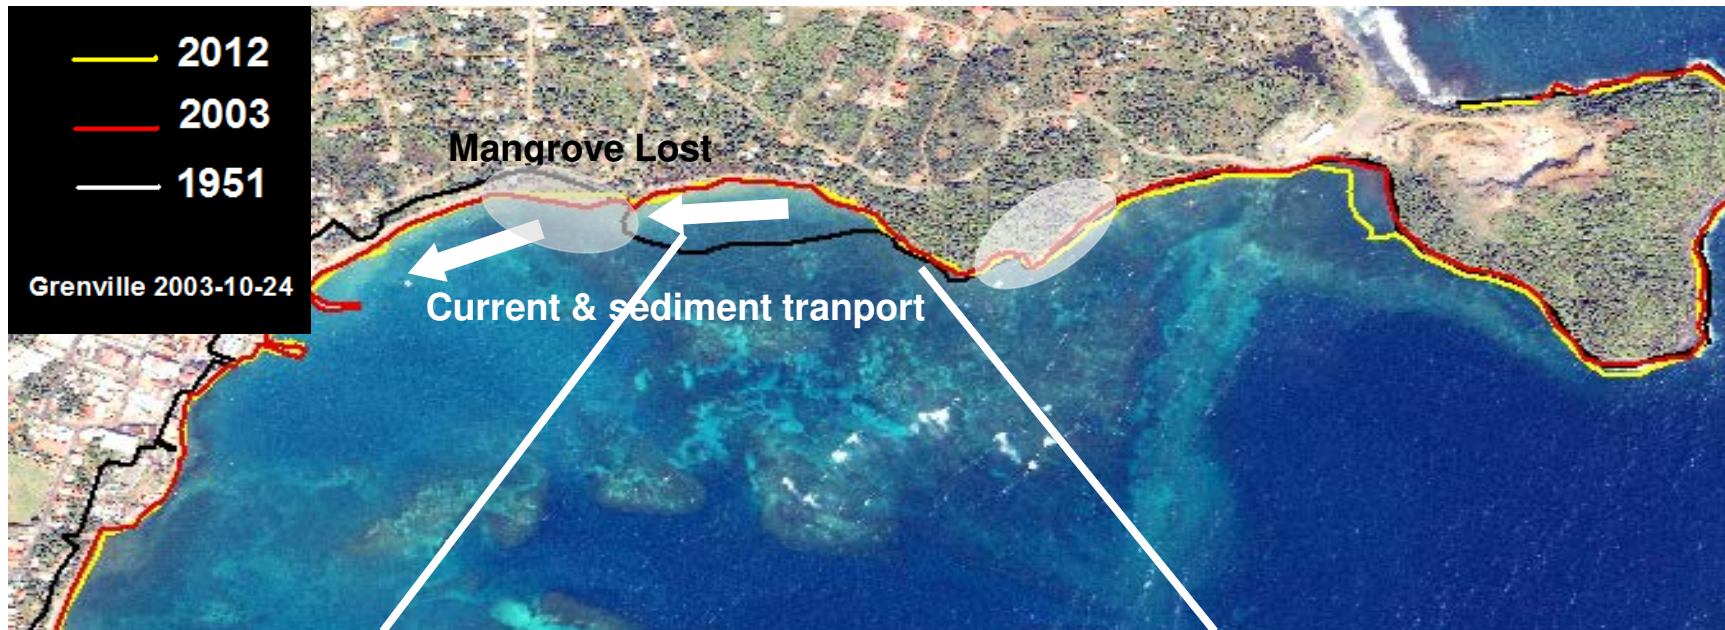 2012
2003
1951
Grenville 2003-10-24
Mangrove Lost
Current & sediment tranport